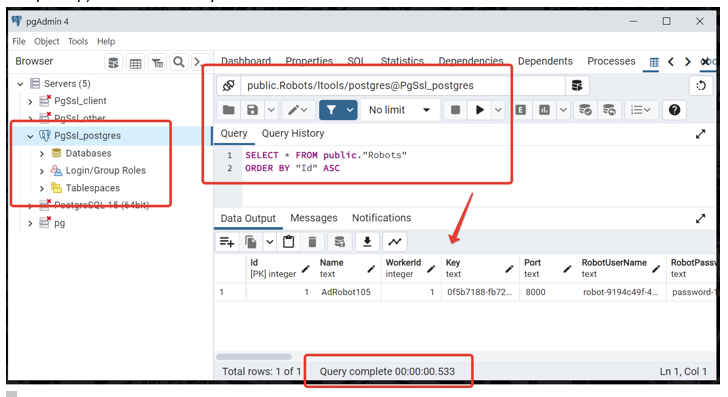 pgAdmin 4
File Object Tools Help
Browser
Dashboard Properties SQL Statistics Dependencies Dependents Processes
Servers (5)
PgSsl_client
PgSsl_other
PgSsl_postgres
Databases
Login/Group Roles
Tablespaces
PostgreSQL 15 (64bit)
pg
public.Robots/ltools/postgres@PgSsl_postgres
No limit
E
Query Query History
1 SELECT * FROM public."Robots"
2 ORDER BY "Id" ASC
Data Output Messages Notifications
Id Name WorkerId Key Port RobotUserName RobotPassw
[PK] integer text integer text text text text
1 1 AdRobot105 1 0f5b7188-fb72... 8000 robot-9194c49f-4... password-1
Total rows: 1 of 1 Query complete 00:00:00.533 Ln 1, Col 1